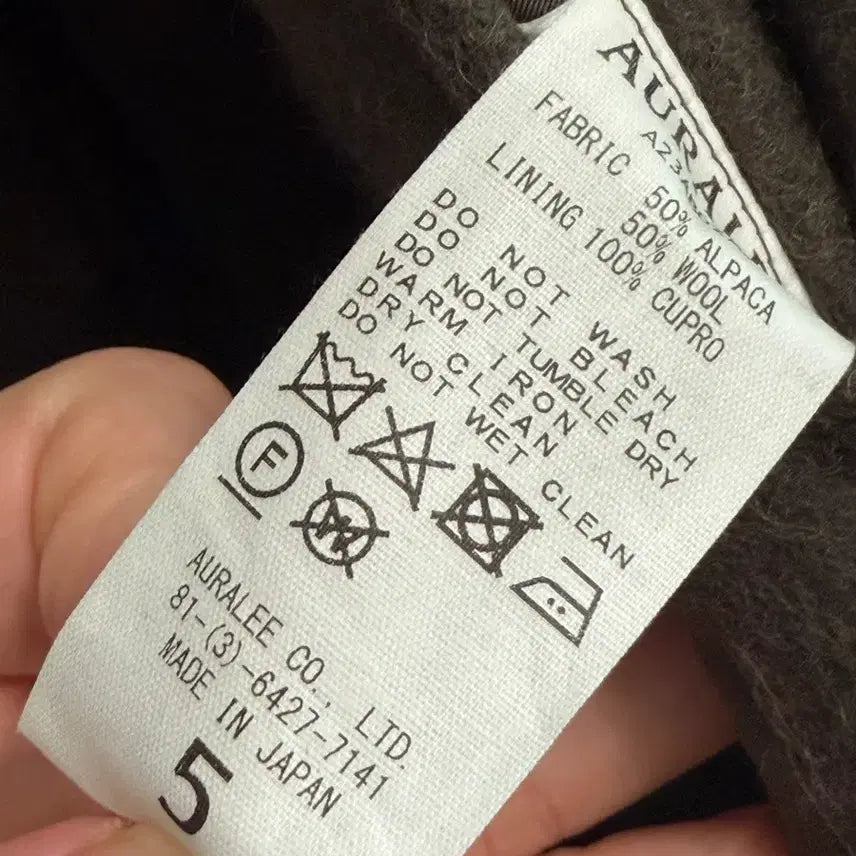 AURALE
A23
FABRIC 50% ALPACA
50% WOOL
LINING 100% CUPRO
DO NOT WASH
DO NOT BLEACH
DO NOT TUMBLE DRY
WARM IRON
DRY CLEAN
DO NOT WET CLEAN
F
W
AURALEE CO., LTD.
81-(3)-6427-7141
MADE IN JAPAN
5